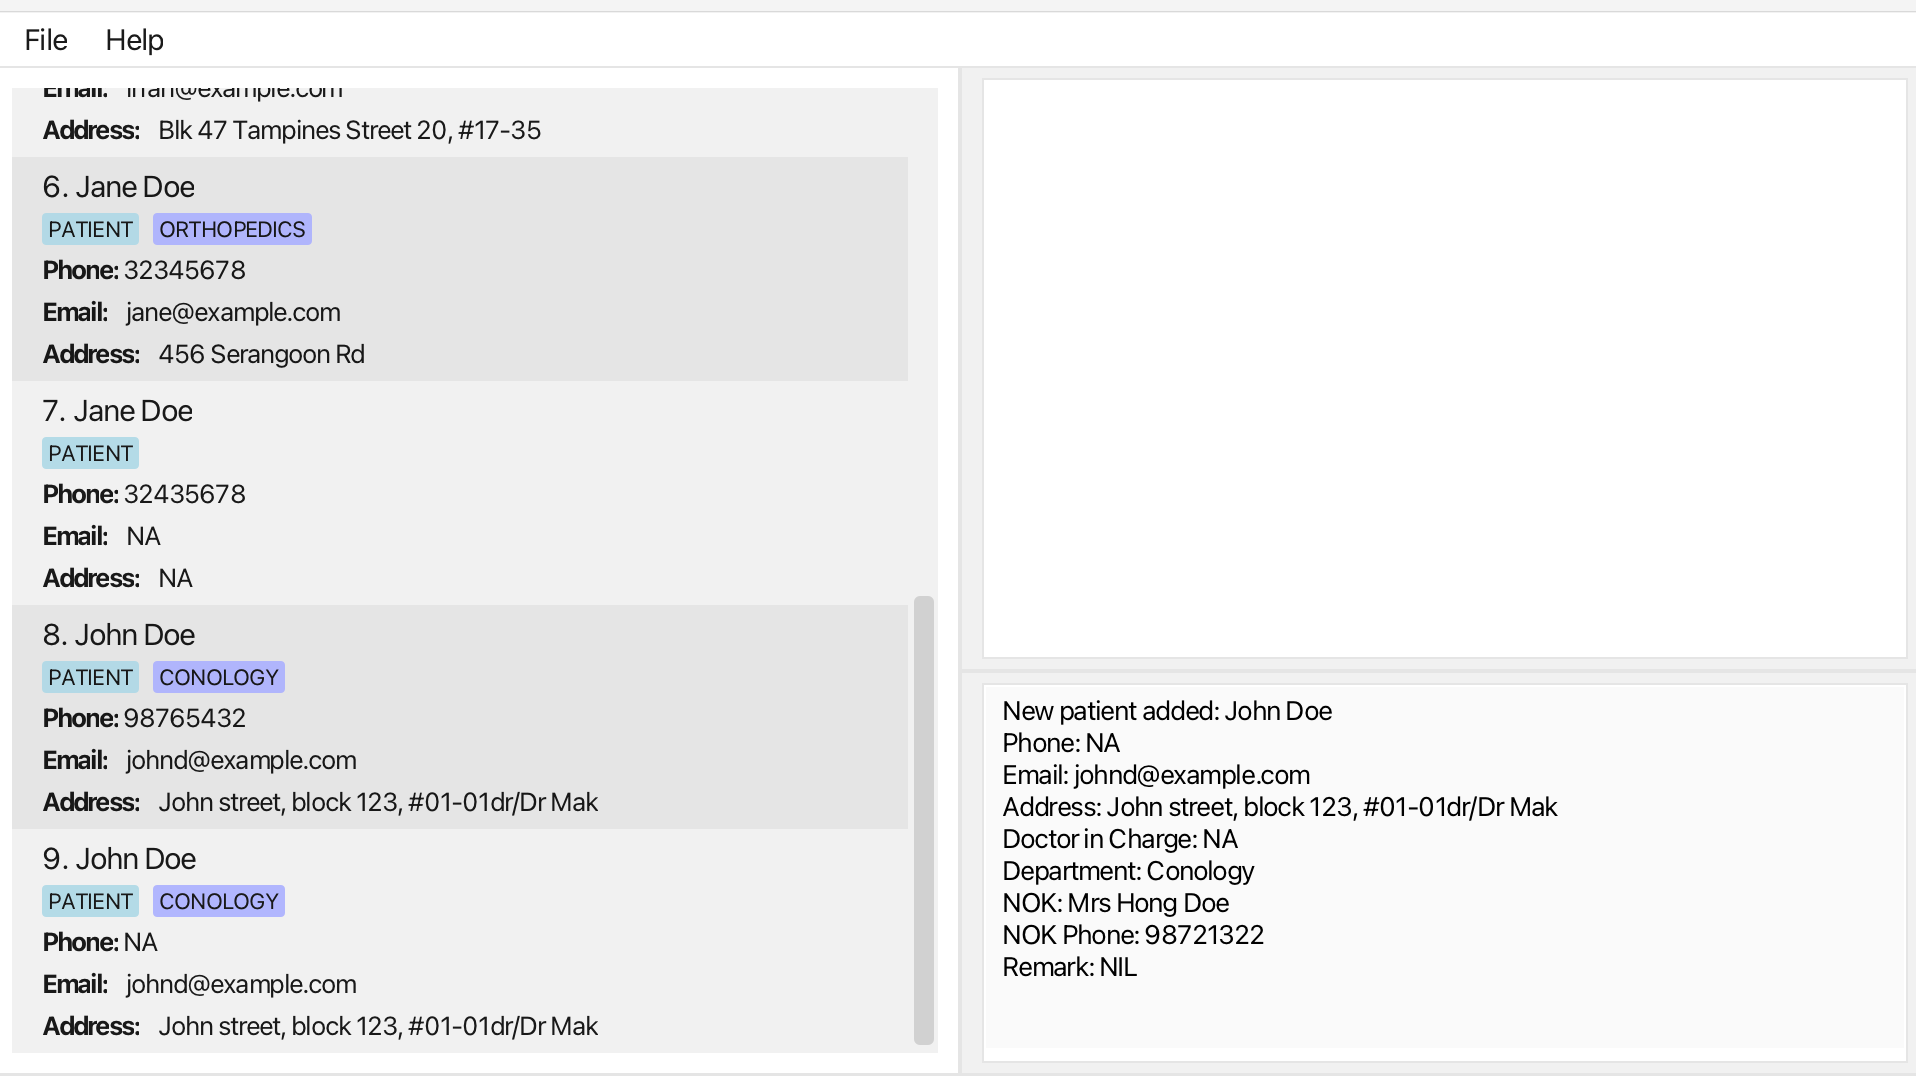 File Help
Email: irfan@example.com
Address: Blk 47 Tampines Street 20, #17-35
6. Jane Doe
PATIENT ORTHOPEDICS
Phone: 32345678
Email: jane@example.com
Address: 456 Serangoon Rd
7. Jane Doe
PATIENT
Phone: 32435678
Email: NA
Address: NA
8. John Doe
PATIENT CONOLOGY
Phone: 98765432
Email: johnd@example.com
Address: John street, block 123, #01-01dr/Dr Mak
9. John Doe
PATIENT CONOLOGY
Phone: NA
Email: johnd@example.com
Address: John street, block 123, #01-01dr/Dr Mak
New patient added: John Doe
Phone: NA
Email: johnd@example.com
Address: John street, block 123, #01-01dr/Dr Mak
Doctor in Charge: NA
Department: Conology
NOK: Mrs Hong Doe
NOK Phone: 98721322
Remark: NIL